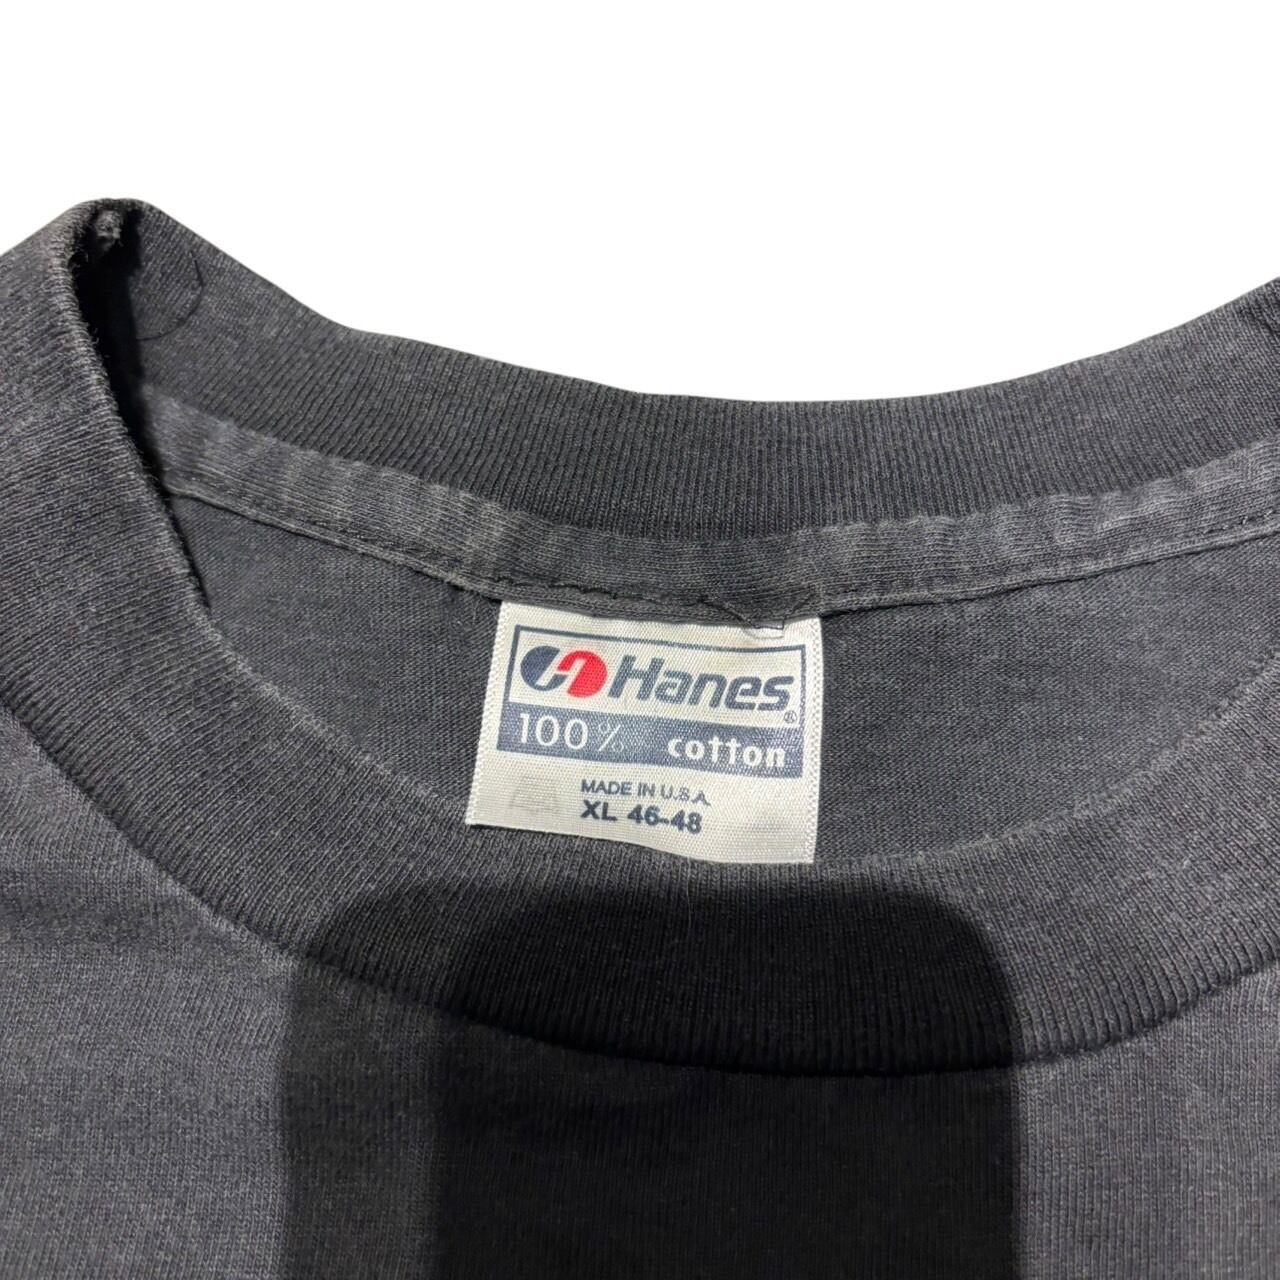 Hanes®
100% cotton
MADE IN U.S.A.
XL 46-48